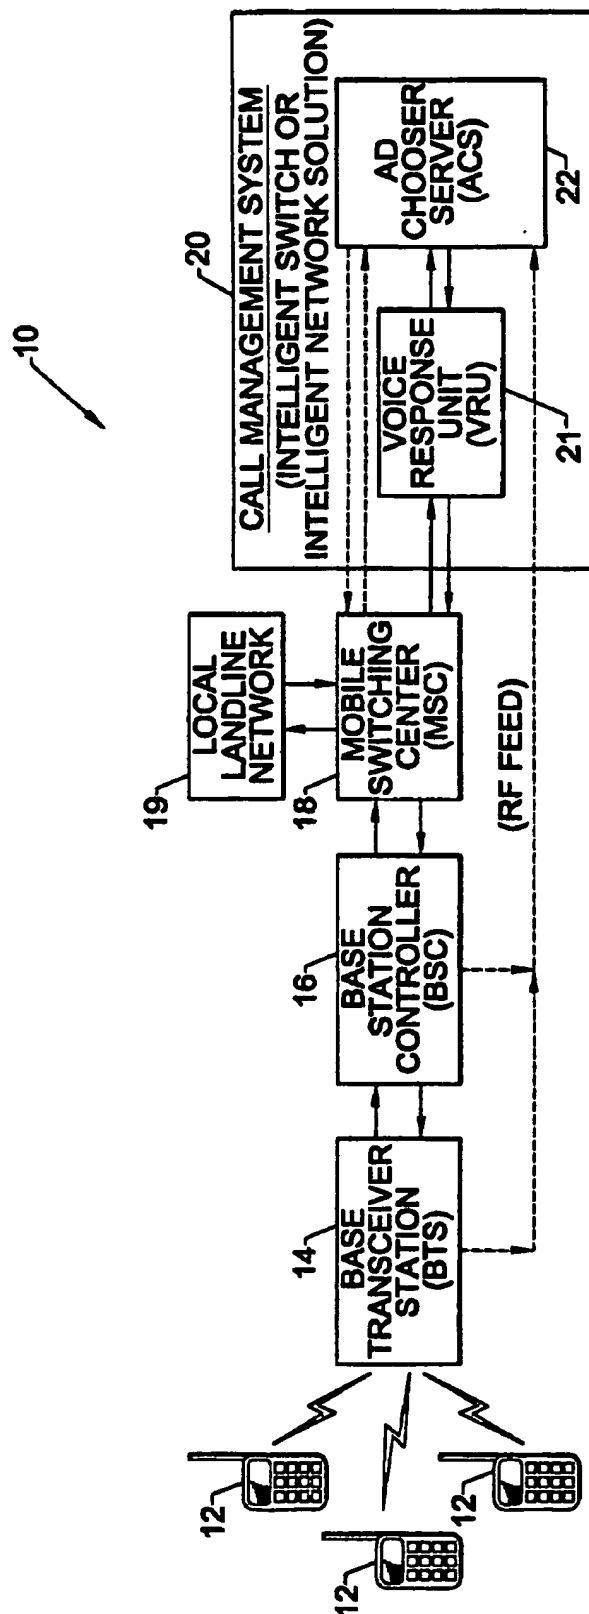 10
20
CALL MANAGEMENT SYSTEM
(INTELLIGENT SWITCH OR
INTELLIGENT NETWORK SOLUTION)
12
12
12
14
BASE
TRANSCEIVER
STATION
(BTS)
16
BASE
STATION
CONTROLLER
(BSC)
19
LOCAL
LANDLINE
NETWORK
18
MOBILE
SWITCHING
CENTER
(MSC)
VOICE
RESPONSE
UNIT
(VRU)
21
AD
CHOOSER
SERVER
(ACS)
22
(RF FEED)